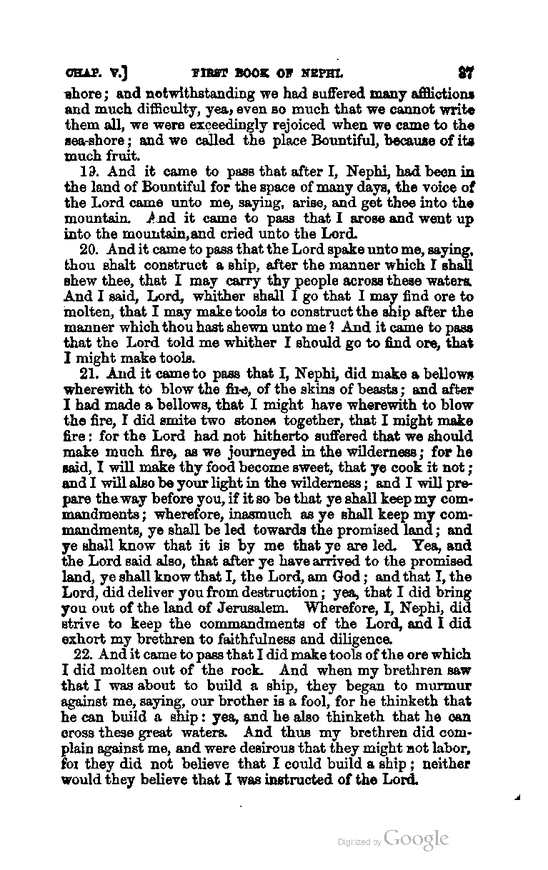 CHAP. V.] FIRST BOOK OF NEPHI. 37
shore; and notwithstanding we had suffered many afflictions
and much difficulty, yea, even so much that we cannot write
them all, we were exceedingly rejoiced when we came to the
sea-shore; and we called the place Bountiful, because of its
much fruit.
19. And it came to pass that after I, Nephi, had been in
the land of Bountiful for the space of many days, the voice of
the Lord came unto me, saying, arise, and get thee into the
mountain. And it came to pass that I arose and went up
into the mountain, and cried unto the Lord.
20. And it came to pass that the Lord spake unto me, saying,
thou shalt construct a ship, after the manner which I shall
shew thee, that I may carry thy people across these waters.
And I said, Lord, whither shall I go that I may find ore to
molten, that I may make tools to construct the ship after the
manner which thou hast shewn unto me? And it came to pass
that the Lord told me whither I should go to find ore, that
I might make tools.
21. And it came to pass that I, Nephi, did make a bellows
wherewith to blow the fire, of the skins of beasts; and after
I had made a bellows, that I might have wherewith to blow
the fire, I did smite two stones together, that I might make
fire: for the Lord had not hitherto suffered that we should
make much fire, as we journeyed in the wilderness; for he
said, I will make thy food become sweet, that ye cook it not;
and I will also be your light in the wilderness; and I will pre-
pare the way before you, if it so be that ye shall keep my com-
mandments; wherefore, inasmuch as ye shall keep my com-
mandments, ye shall be led towards the promised land; and
ye shall know that it is by me that ye are led. Yea, and
the Lord said also, that after ye have arrived to the promised
land, ye shall know that I, the Lord, am God; and that I, the
Lord, did deliver you from destruction; yea, that I did bring
you out of the land of Jerusalem. Wherefore, I, Nephi, did
strive to keep the commandments of the Lord, and I did
exhort my brethren to faithfulness and diligence.
22. And it came to pass that I did make tools of the ore which
I did molten out of the rock. And when my brethren saw
that I was about to build a ship, they began to murmur
against me, saying, our brother is a fool, for he thinketh that
he can build a ship: yea, and he also thinketh that he can
cross these great waters. And thus my brethren did com-
plain against me, and were desirous that they might not labor,
for they did not believe that I could build a ship; neither
would they believe that I was instructed of the Lord.
Digitized by Google